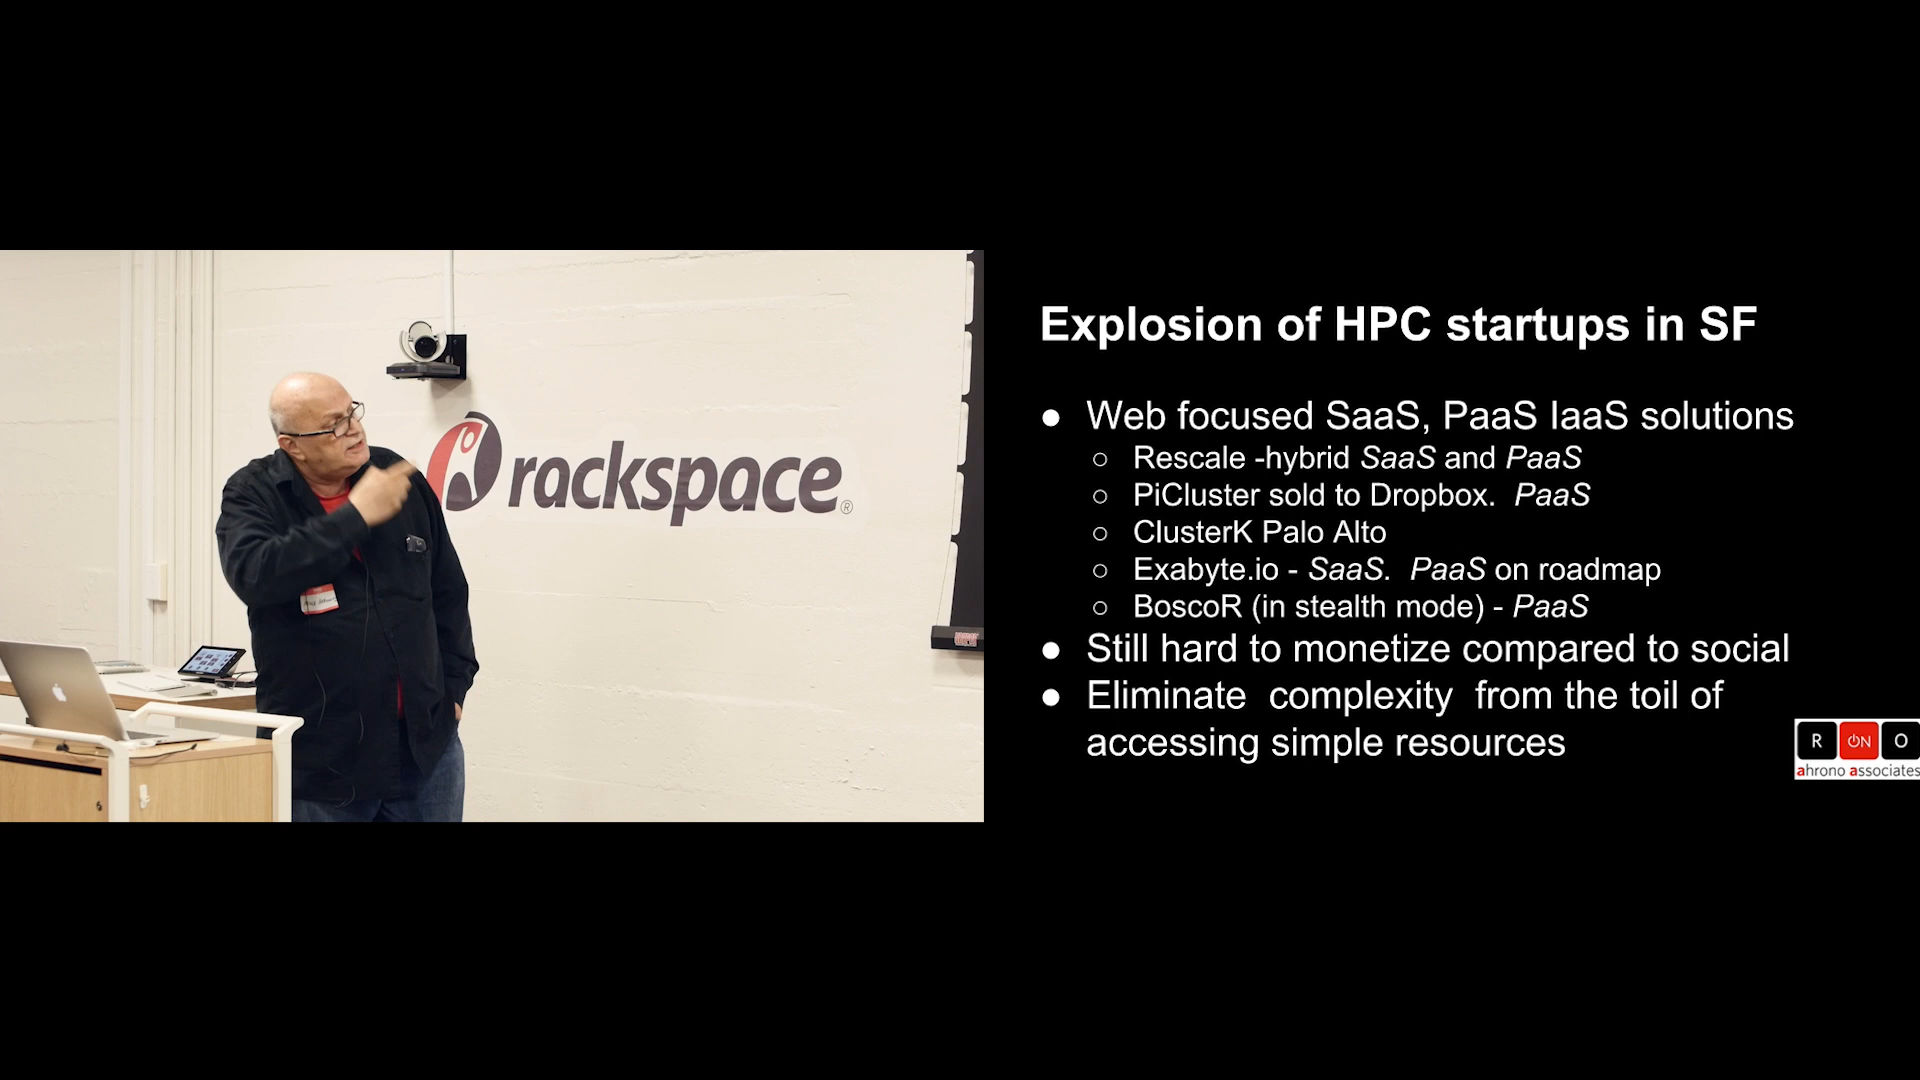 rackspace®
Explosion of HPC startups in SF
● Web focused SaaS, PaaS IaaS solutions
○ Rescale -hybrid SaaS and PaaS
○ PiCluster sold to Dropbox. PaaS
○ ClusterK Palo Alto
○ Exabyte.io - SaaS. PaaS on roadmap
○ BoscoR (in stealth mode) - PaaS
● Still hard to monetize compared to social
● Eliminate complexity from the toil of
accessing simple resources
R ON O
ahrono associates